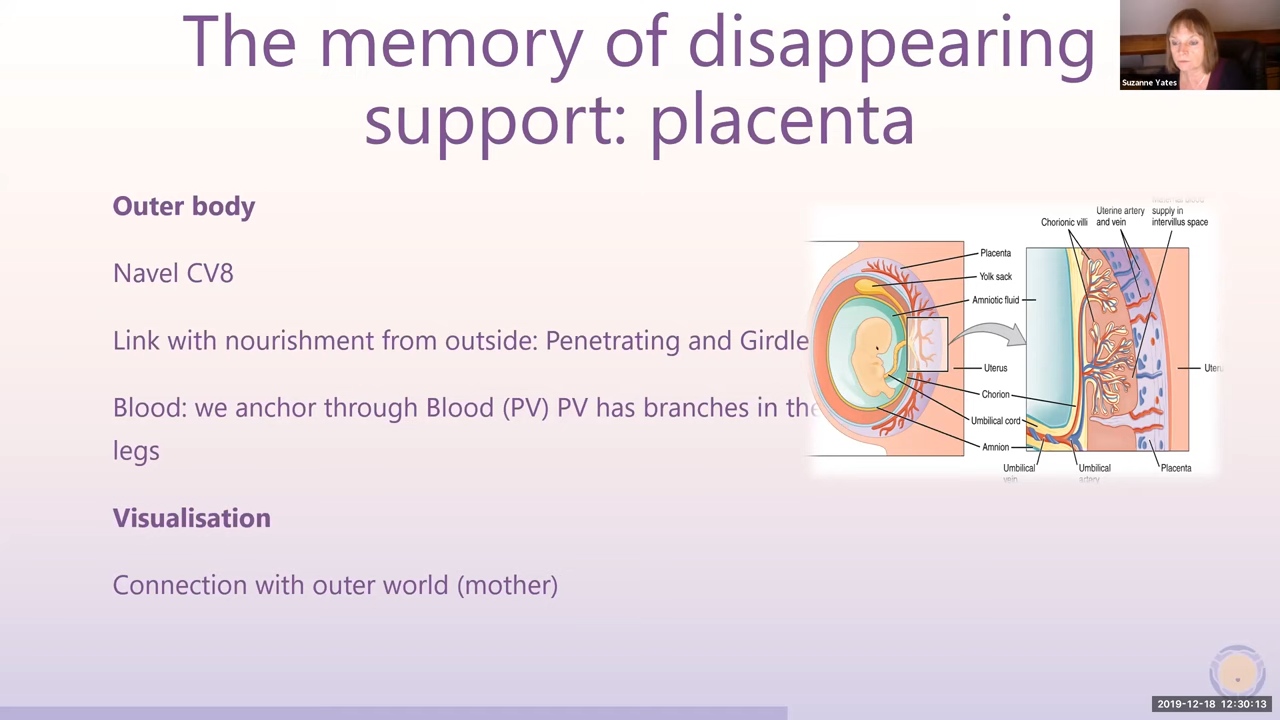 The memory of disappearing
support: placenta
Suzanne Yates
Outer body
Navel CV8
Link with nourishment from outside: Penetrating and Girdle
Blood: we anchor through Blood (PV) PV has branches in the
legs
Visualisation
Connection with outer world (mother)
Placenta
Yolk sack
Amniotic fluid
Uterus
Chorion
Umbilical cord
Amnion
Chorionic villi
Uterine artery
and vein
supply in
intervillus space
Umbilical
vein
Umbilical
artery
Placenta
2019-12-18 12:30:13